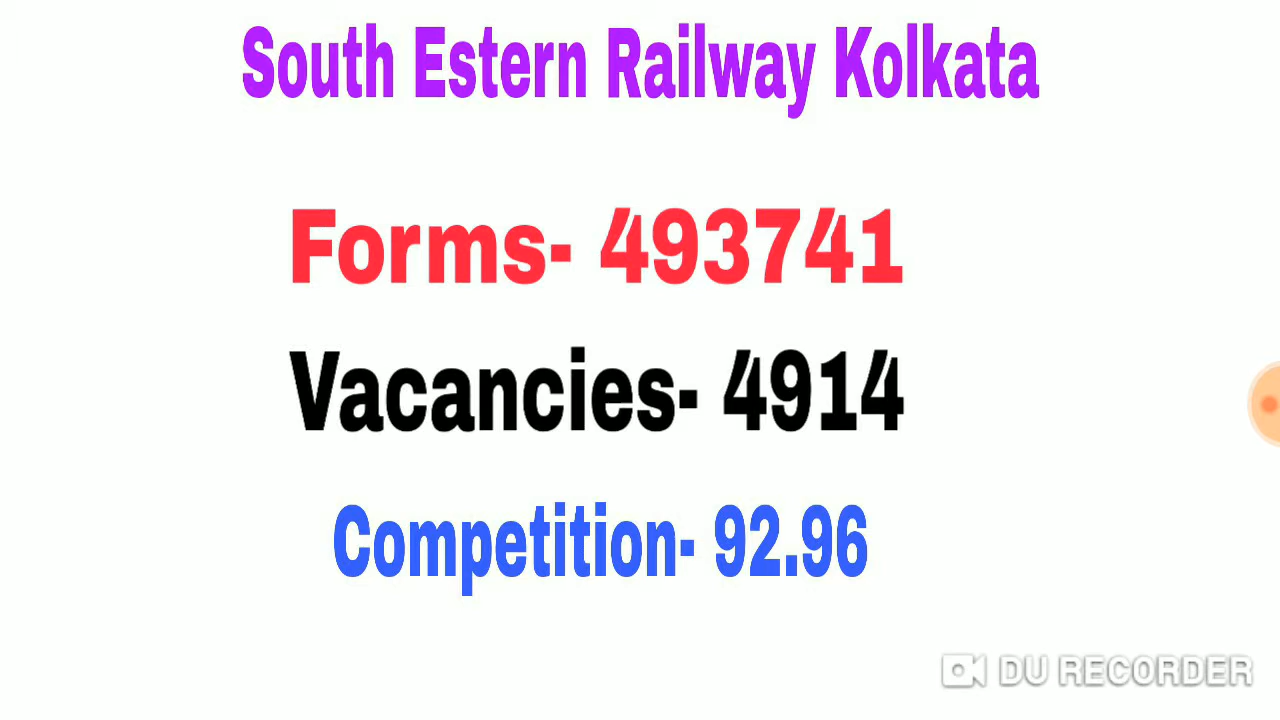 South Estern Railway Kolkata
Forms- 493741
Vacancies- 4914
Competition- 92.96
DU RECORDER